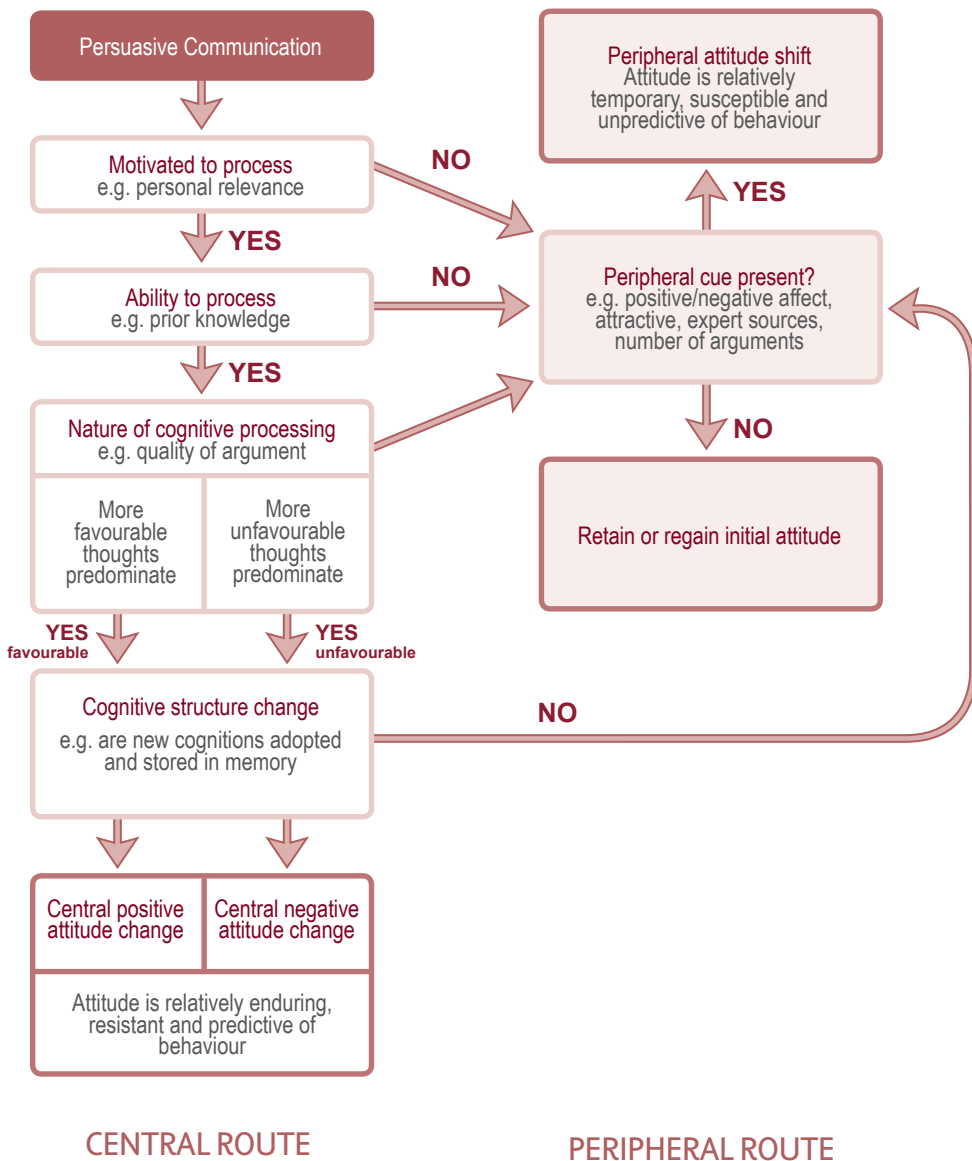 Persuasive Communication
Motivated to process
e.g. personal relevance
NO
YES
Ability to process
e.g. prior knowledge
NO
YES
Nature of cognitive processing
e.g. quality of argument
More
favourable
thoughts
predominate
More
unfavourable
thoughts
predominate
YES
favourable
YES
unfavourable
Cognitive structure change
e.g. are new cognitions adopted
and stored in memory
NO
Central positive
attitude change
Central negative
attitude change
Attitude is relatively enduring,
resistant and predictive of
behaviour
CENTRAL ROUTE
Peripheral attitude shift
Attitude is relatively
temporary, susceptible and
unpredictive of behaviour
YES
Peripheral cue present?
e.g. positive/negative affect,
attractive, expert sources,
number of arguments
NO
Retain or regain initial attitude
PERIPHERAL ROUTE